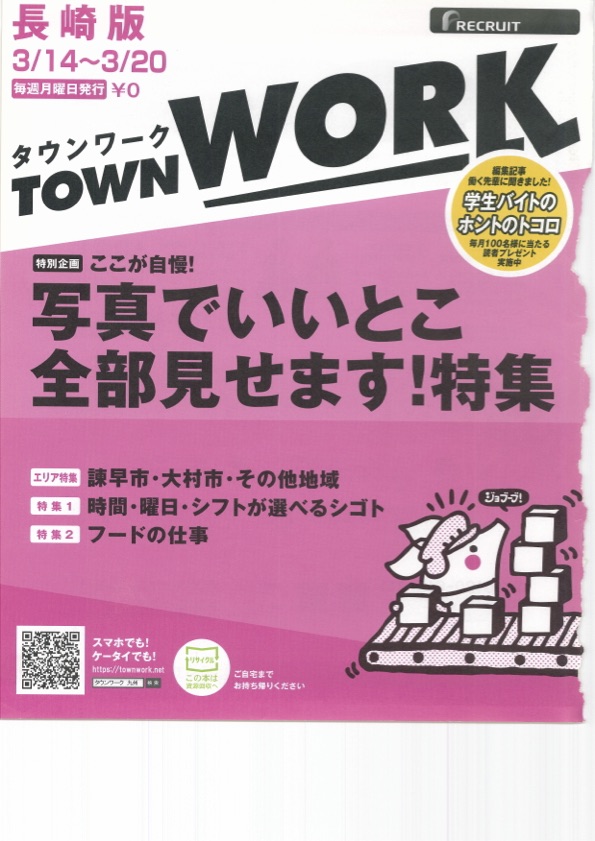 長崎版
RECRUIT
3/14〜3/20
毎週月曜日発行 ¥0
タウンワーク
TOWN WORK
編集記事
働く先輩に聞きました!
学生バイトの
ホントのトコロ
毎月100名様に当たる
読者プレゼント
実施中
特別企画 ここが自慢!
写真でいいとこ
全部見せます!特集
エリア特集 諫早市・大村市・その他地域
特集1 時間・曜日・シフトが選べるシゴト
特集2 フードの仕事
ジョブーブ!
スマホでも!
ケータイでも!
https://townwork.net
タウンワーク 九州 検索
リサイクル
この本は
資源回収へ
ご自宅まで
お持ち帰りください